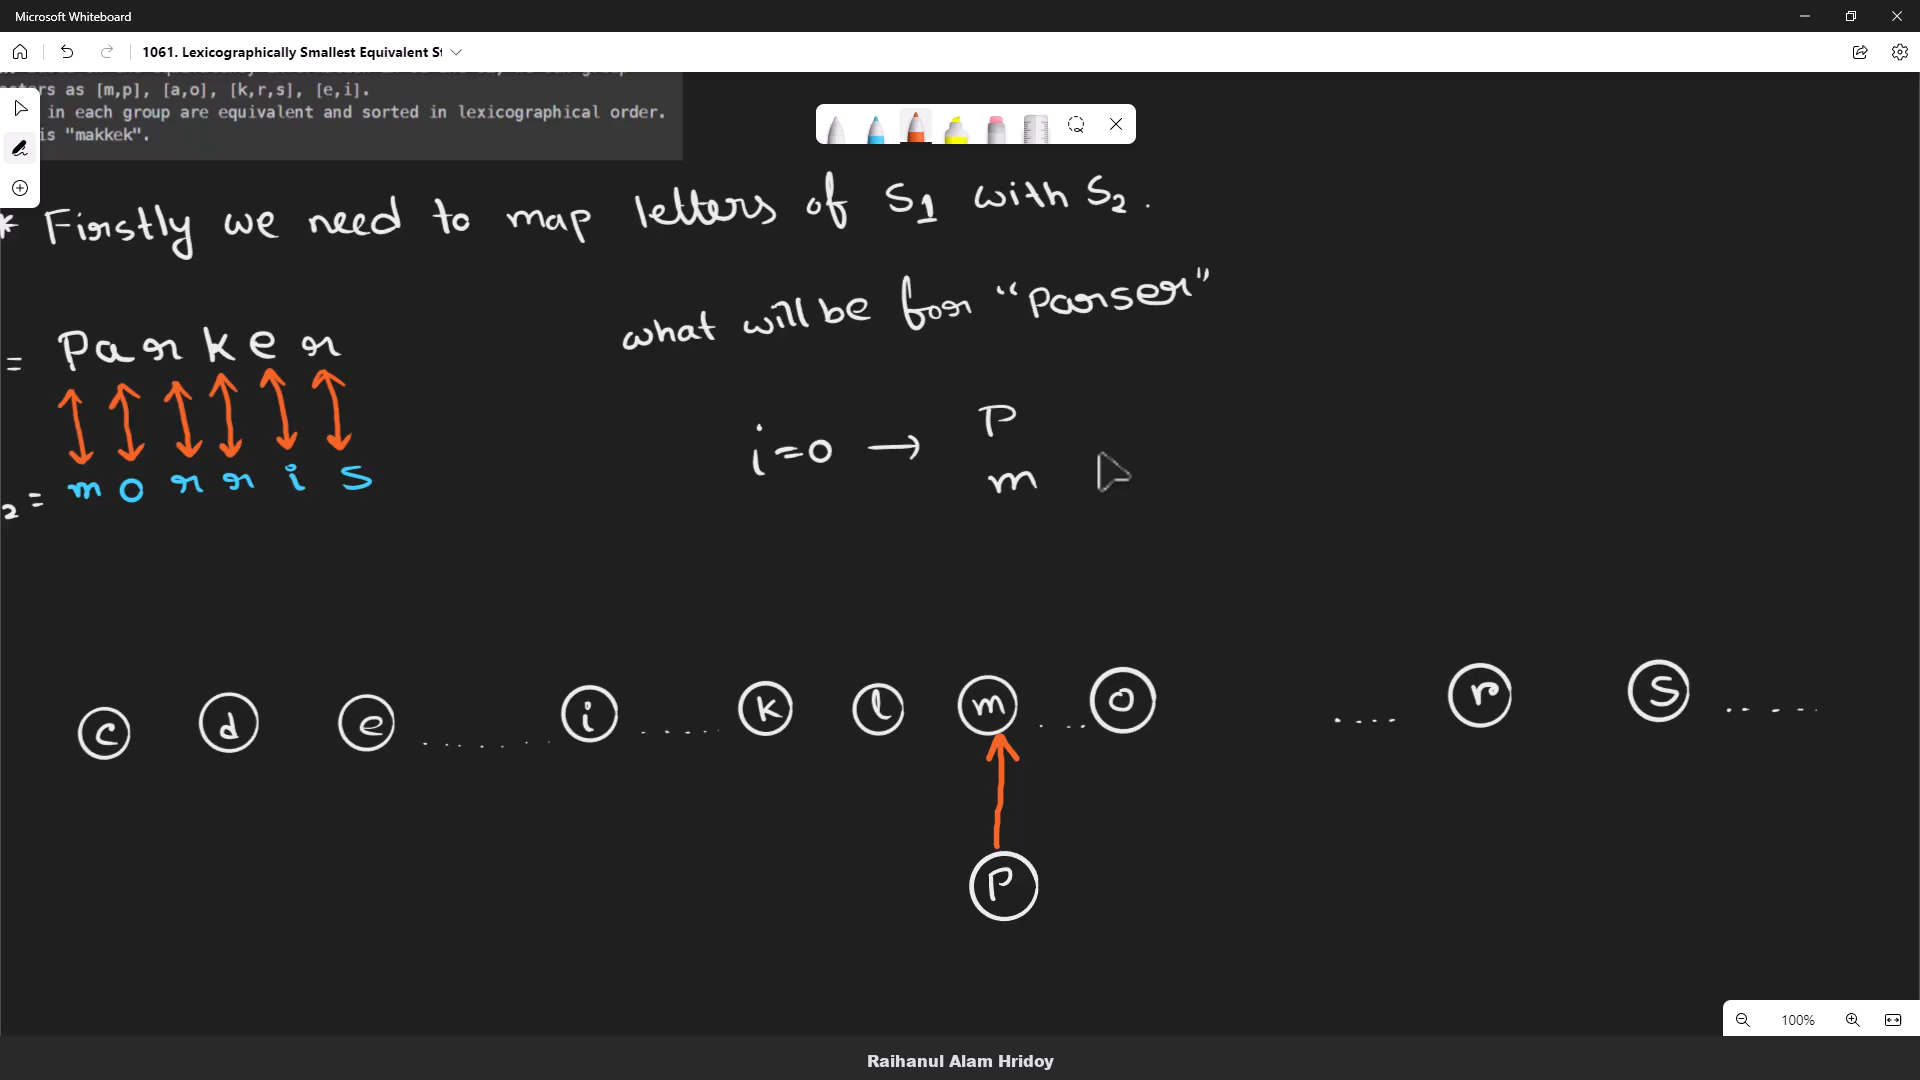 Microsoft Whiteboard
1061. Lexicographically Smallest Equivalent St
as [m,p], [a,o], [k,r,s], [e,i].
in each group are equivalent and sorted in lexicographical order.
is "makkek".
* Firstly we need to map letters of S1 with S2.
what will be for "Parser"
= Parker
2 = morris
i=0 → P
m
c d e ........ i ..... k l m ... o .... r s .....
P
100%
Raihanul Alam Hridoy